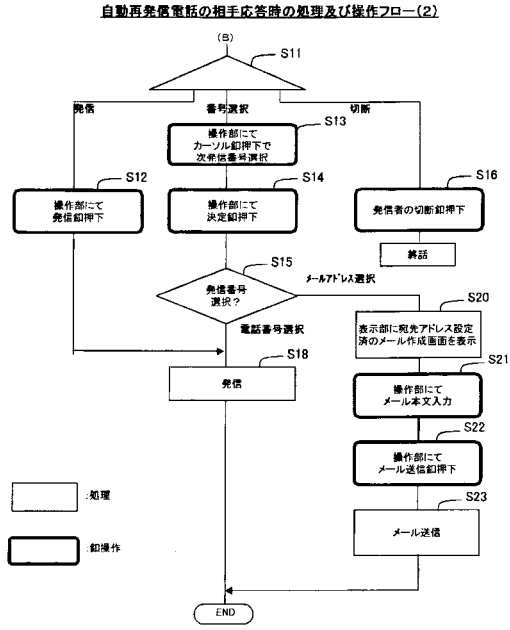 自動再発信電話の相手応答時の処理及び操作フロー(2)
(B)
S11
発信
番号選択
切断
S13
操作部にて
カーソル釦押下で
次発信番号選択
S12
操作部にて
発信釦押下
S14
操作部にて
決定釦押下
S16
発信者の切断釦押下
終話
S15
発信番号
選択?
メールアドレス選択
電話番号選択
S20
表示部に宛先アドレス設定
済のメール作成画面を表示
S18
発信
S21
操作部にて
メール本文入力
S22
操作部にて
メール送信釦押下
S23
メール送信
:処理
:釦操作
END